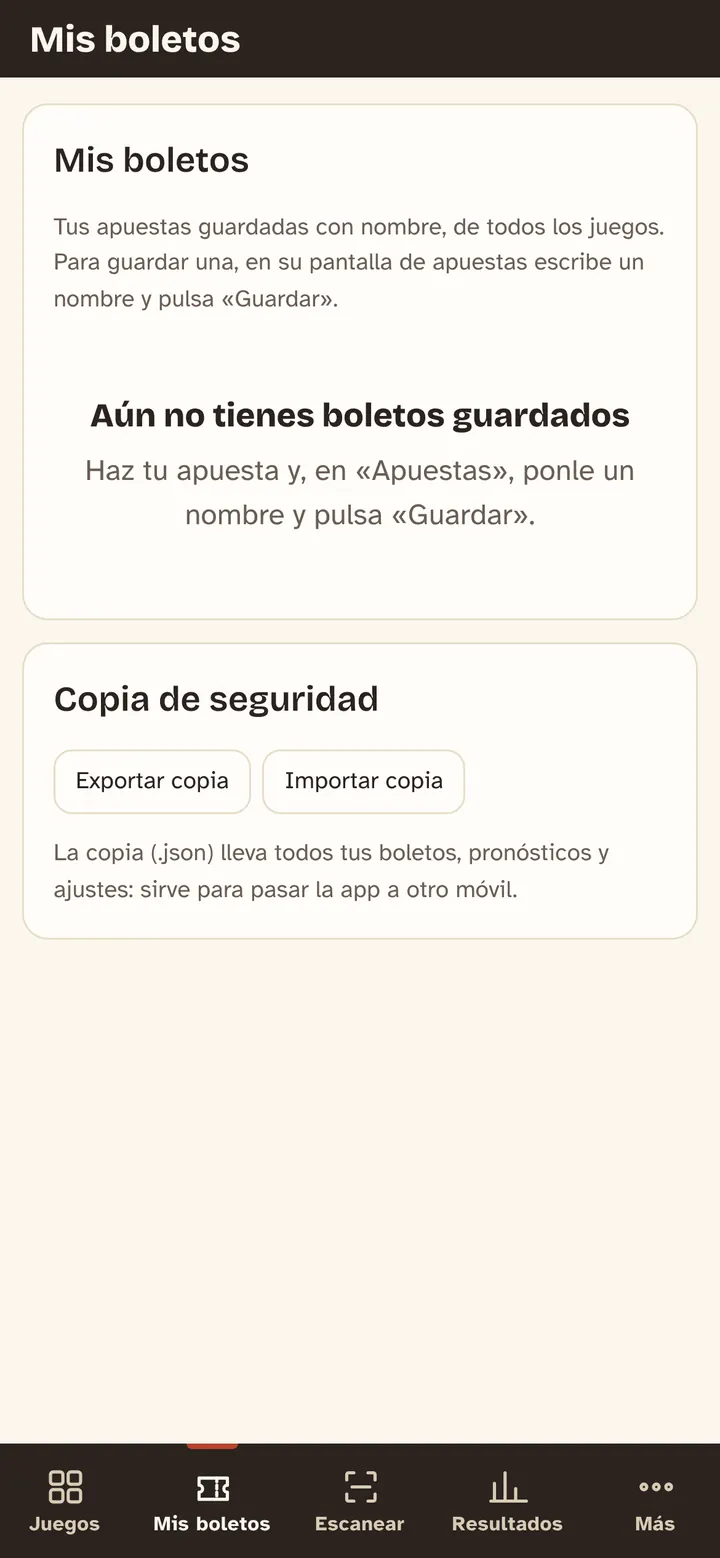 Mis boletos
Mis boletos
Tus apuestas guardadas con nombre, de todos los juegos.
Para guardar una, en su pantalla de apuestas escribe un
nombre y pulsa «Guardar».
Aún no tienes boletos guardados
Haz tu apuesta y, en «Apuestas», ponle un
nombre y pulsa «Guardar».
Copia de seguridad
Exportar copia
Importar copia
La copia (.json) lleva todos tus boletos, pronósticos y
ajustes: sirve para pasar la app a otro móvil.
Juegos
Mis boletos
Escanear
Resultados
Más